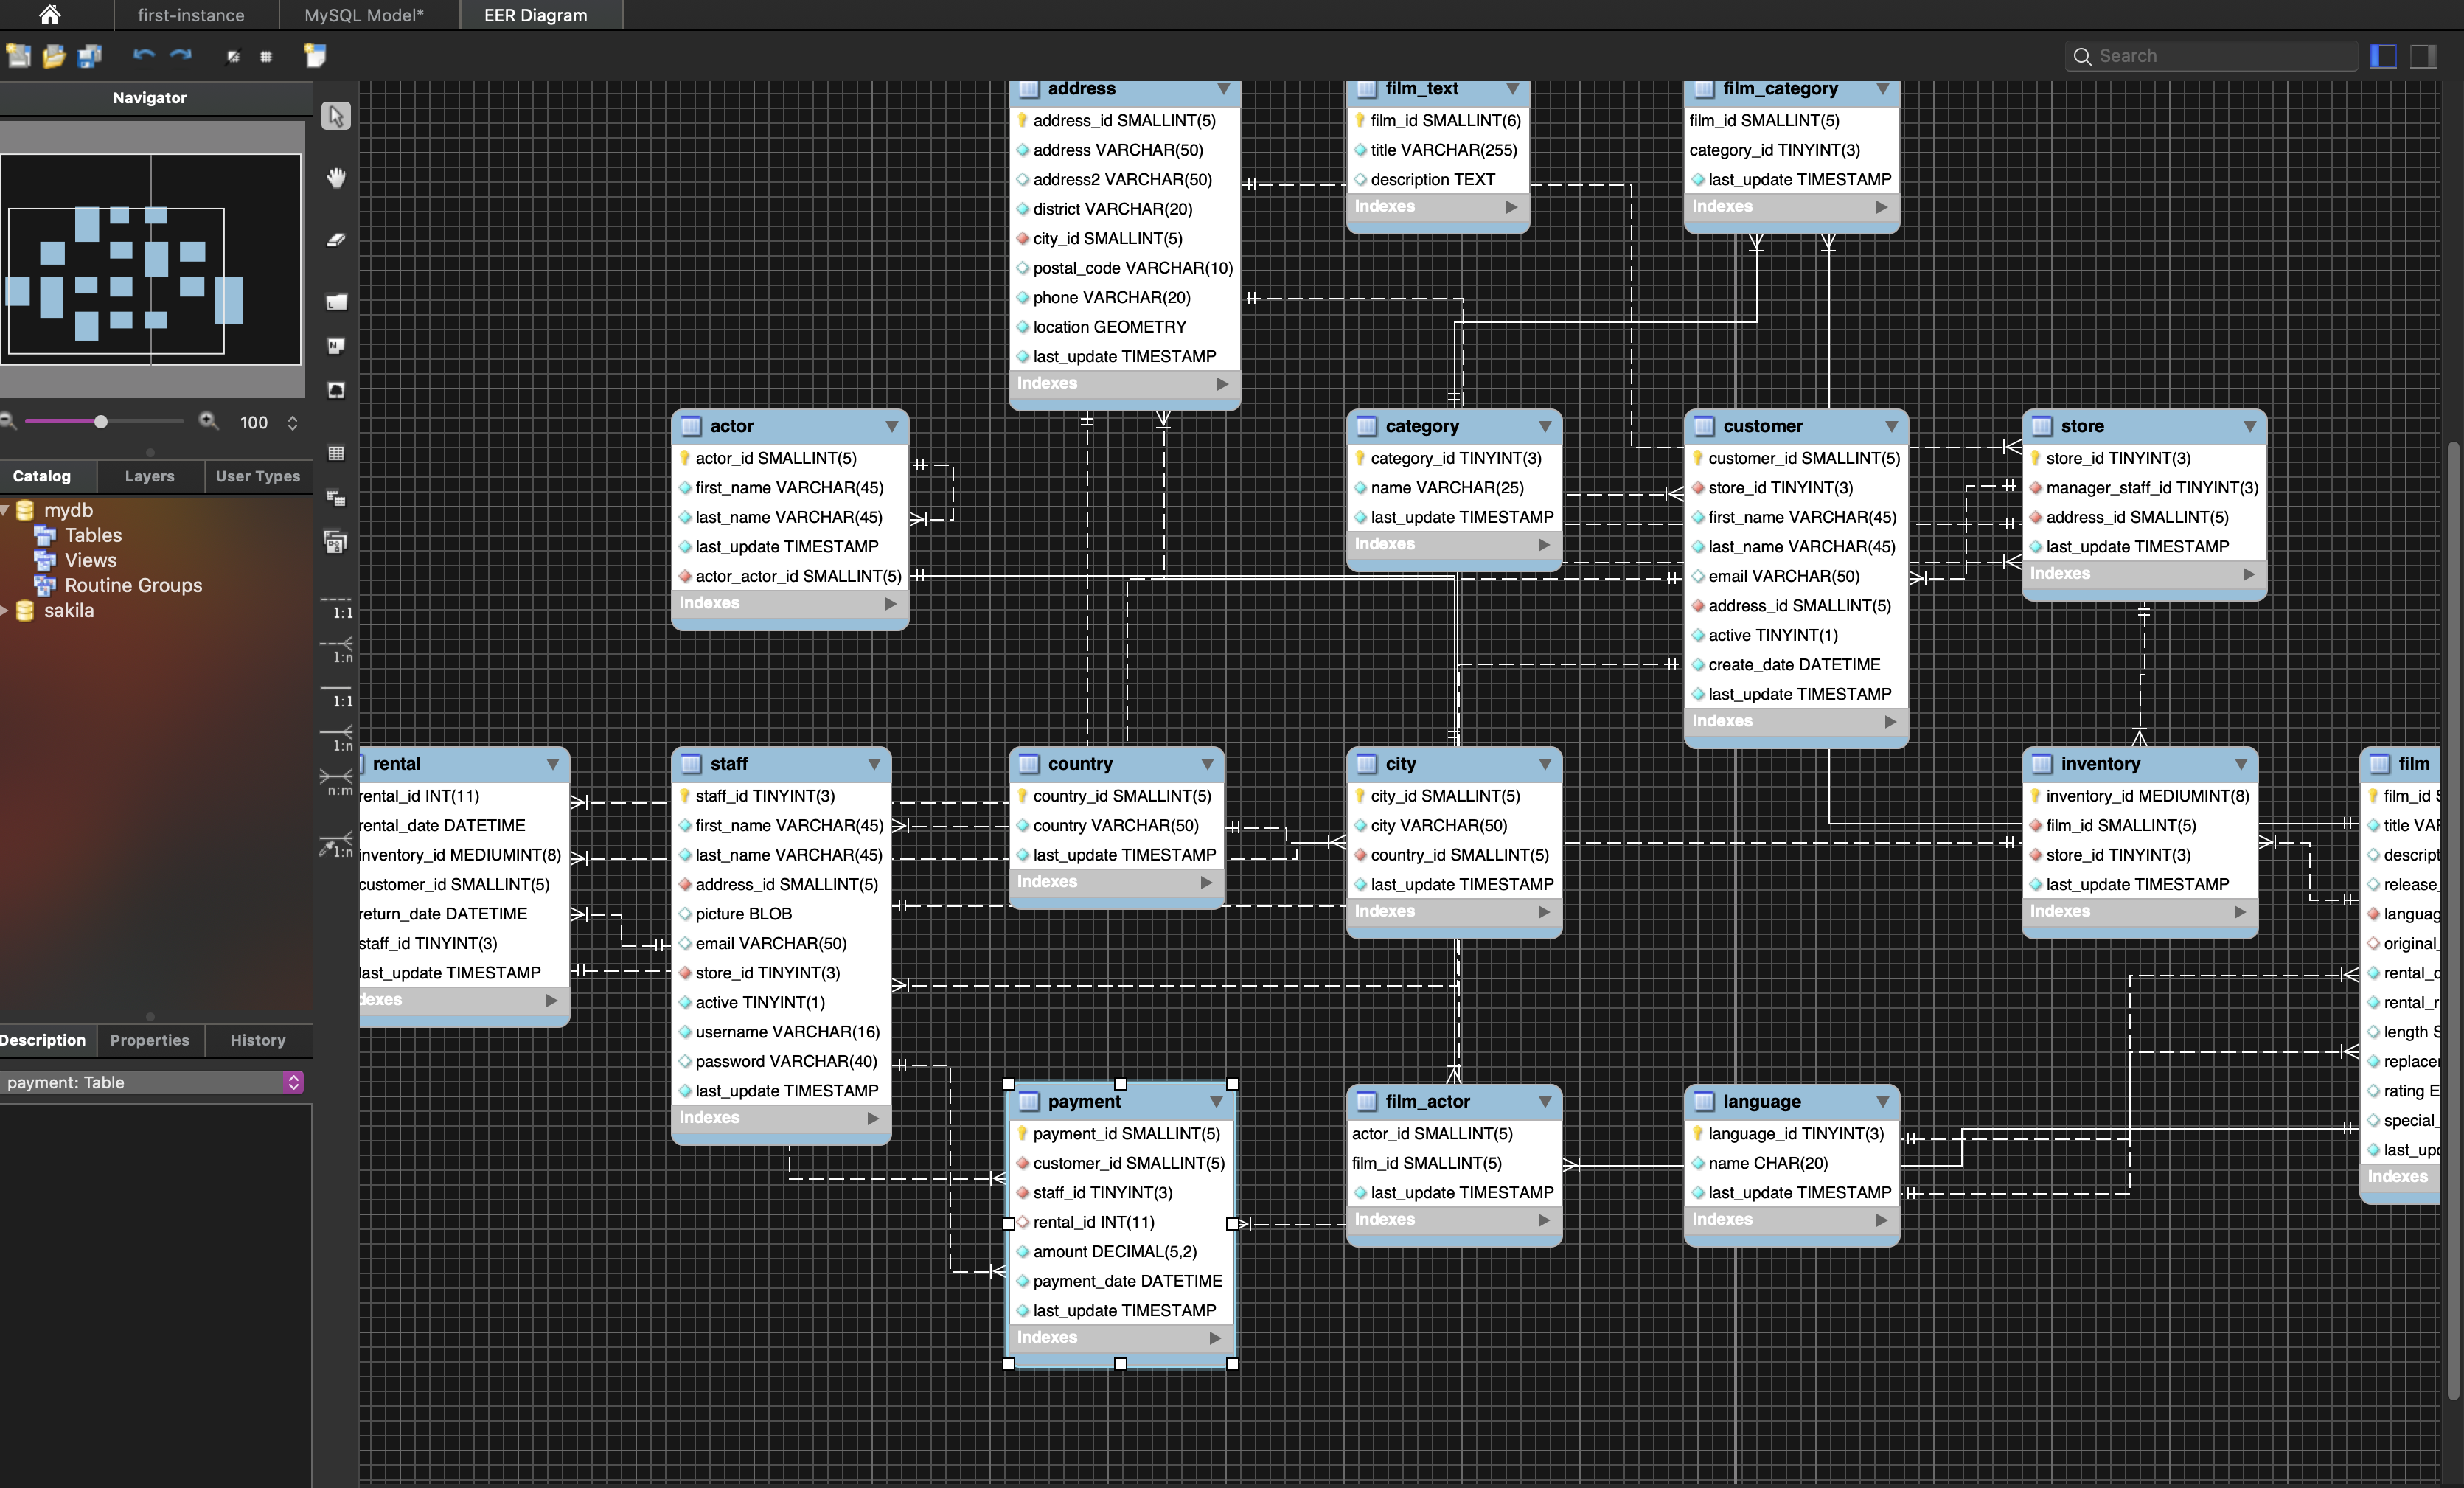 first-instance
MySQL Model*
EER Diagram
Search
Navigator
100
Catalog
Layers
User Types
mydb
Tables
Views
Routine Groups
sakila
Description
Properties
History
payment: Table
1:1
1:n
1:1
1:n
n:m
1:n
address
address_id SMALLINT(5)
address VARCHAR(50)
address2 VARCHAR(50)
district VARCHAR(20)
city_id SMALLINT(5)
postal_code VARCHAR(10)
phone VARCHAR(20)
location GEOMETRY
last_update TIMESTAMP
Indexes
film_text
film_id SMALLINT(6)
title VARCHAR(255)
description TEXT
Indexes
film_category
film_id SMALLINT(5)
category_id TINYINT(3)
last_update TIMESTAMP
Indexes
actor
actor_id SMALLINT(5)
first_name VARCHAR(45)
last_name VARCHAR(45)
last_update TIMESTAMP
actor_actor_id SMALLINT(5)
Indexes
category
category_id TINYINT(3)
name VARCHAR(25)
last_update TIMESTAMP
Indexes
customer
customer_id SMALLINT(5)
store_id TINYINT(3)
first_name VARCHAR(45)
last_name VARCHAR(45)
email VARCHAR(50)
address_id SMALLINT(5)
active TINYINT(1)
create_date DATETIME
last_update TIMESTAMP
Indexes
store
store_id TINYINT(3)
manager_staff_id TINYINT(3)
address_id SMALLINT(5)
last_update TIMESTAMP
Indexes
rental
rental_id INT(11)
rental_date DATETIME
inventory_id MEDIUMINT(8)
customer_id SMALLINT(5)
return_date DATETIME
staff_id TINYINT(3)
last_update TIMESTAMP
dexes
staff
staff_id TINYINT(3)
first_name VARCHAR(45)
last_name VARCHAR(45)
address_id SMALLINT(5)
picture BLOB
email VARCHAR(50)
store_id TINYINT(3)
active TINYINT(1)
username VARCHAR(16)
password VARCHAR(40)
last_update TIMESTAMP
Indexes
country
country_id SMALLINT(5)
country VARCHAR(50)
last_update TIMESTAMP
Indexes
city
city_id SMALLINT(5)
city VARCHAR(50)
country_id SMALLINT(5)
last_update TIMESTAMP
Indexes
inventory
inventory_id MEDIUMINT(8)
film_id SMALLINT(5)
store_id TINYINT(3)
last_update TIMESTAMP
Indexes
film
film_id S
title VAR
descript
release_
languag
original_
rental_d
rental_r
length S
replacer
rating E
special_
last_upd
Indexes
payment
payment_id SMALLINT(5)
customer_id SMALLINT(5)
staff_id TINYINT(3)
rental_id INT(11)
amount DECIMAL(5,2)
payment_date DATETIME
last_update TIMESTAMP
Indexes
film_actor
actor_id SMALLINT(5)
film_id SMALLINT(5)
last_update TIMESTAMP
Indexes
language
language_id TINYINT(3)
name CHAR(20)
last_update TIMESTAMP
Indexes